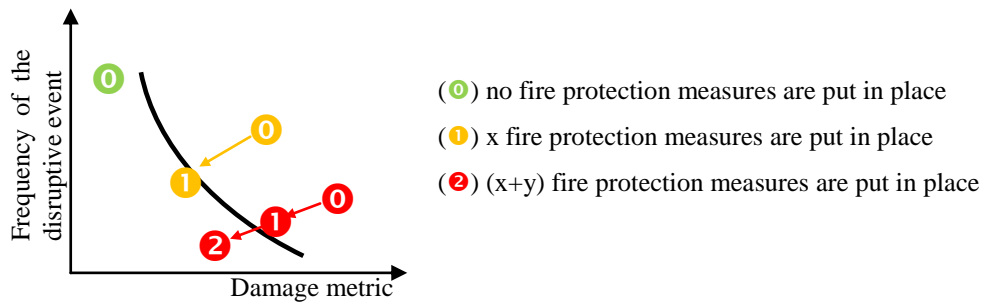 Frequency of the
disruptive event
0
0
1
0
1
2
Damage metric
(0) no fire protection measures are put in place
(1) x fire protection measures are put in place
(2) (x+y) fire protection measures are put in place